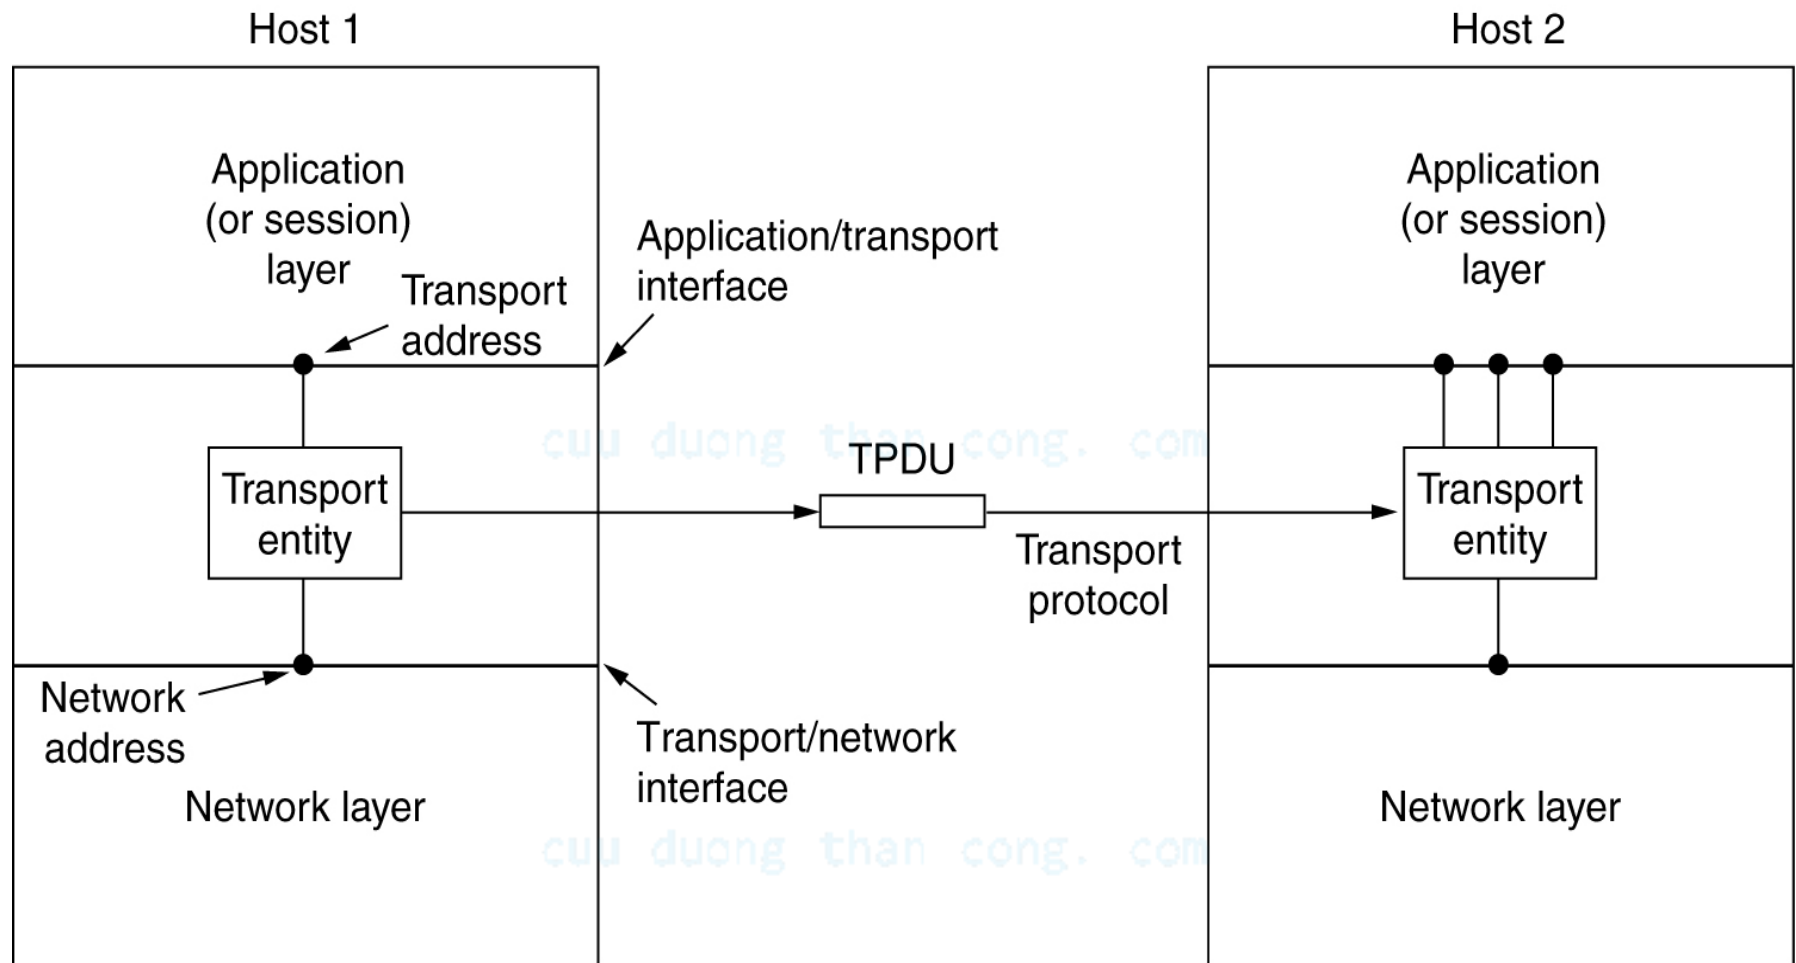 Host 1
Host 2
Application
(or session)
layer
Transport
address
Application/transport
interface
Application
(or session)
layer
cuu duong than cong. com
TPDU
Transport
entity
Transport
protocol
Transport
entity
Network
address
Transport/network
interface
Network layer
Network layer
cuu duong than cong. com